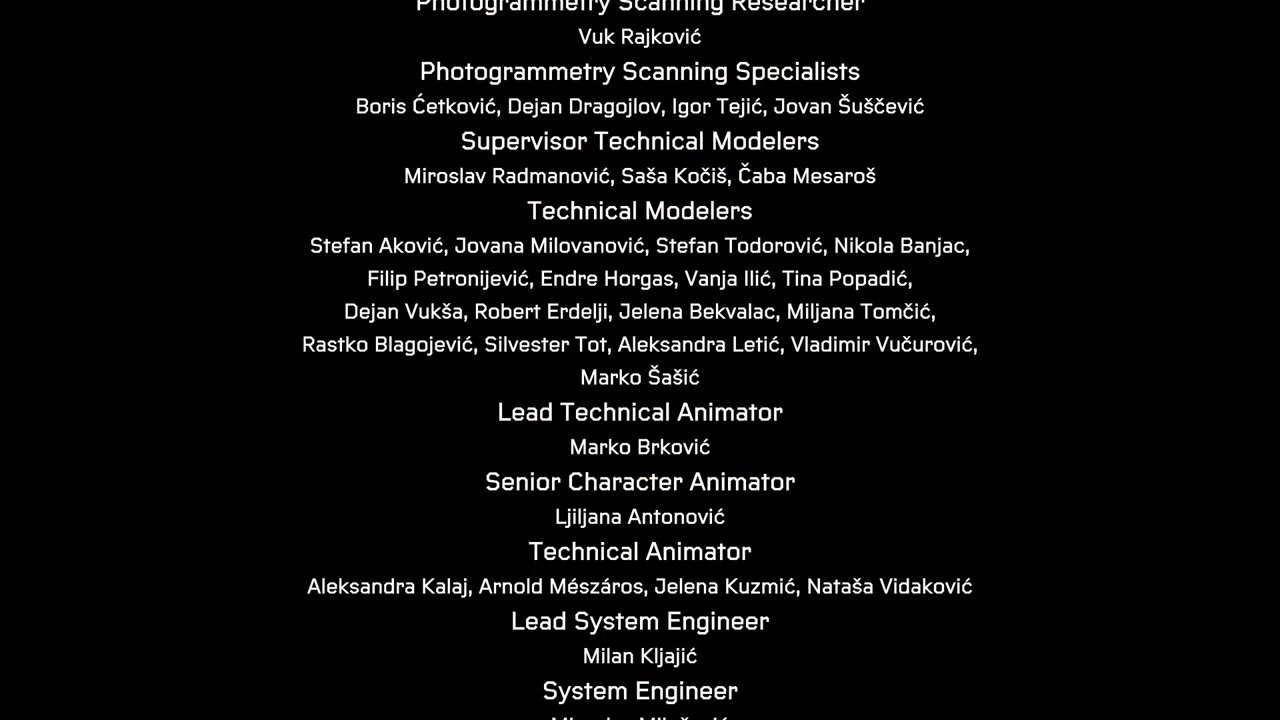 Photogrammetry Scanning Researcher
Vuk Rajković
Photogrammetry Scanning Specialists
Boris Ćetković, Dejan Dragojlov, Igor Tejić, Jovan Šuščević
Supervisor Technical Modelers
Miroslav Radmanović, Saša Kočiš, Čaba Mesaroš
Technical Modelers
Stefan Aković, Jovana Milovanović, Stefan Todorović, Nikola Banjac,
Filip Petronijević, Endre Horgas, Vanja Ilić, Tina Popadić,
Dejan Vukša, Robert Erdelji, Jelena Bekvalac, Miljana Tomčić,
Rastko Blagojević, Silvester Tot, Aleksandra Letić, Vladimir Vučurović,
Marko Šašić
Lead Technical Animator
Marko Brković
Senior Character Animator
Ljiljana Antonović
Technical Animator
Aleksandra Kalaj, Arnold Mészáros, Jelena Kuzmić, Nataša Vidaković
Lead System Engineer
Milan Kljajić
System Engineer